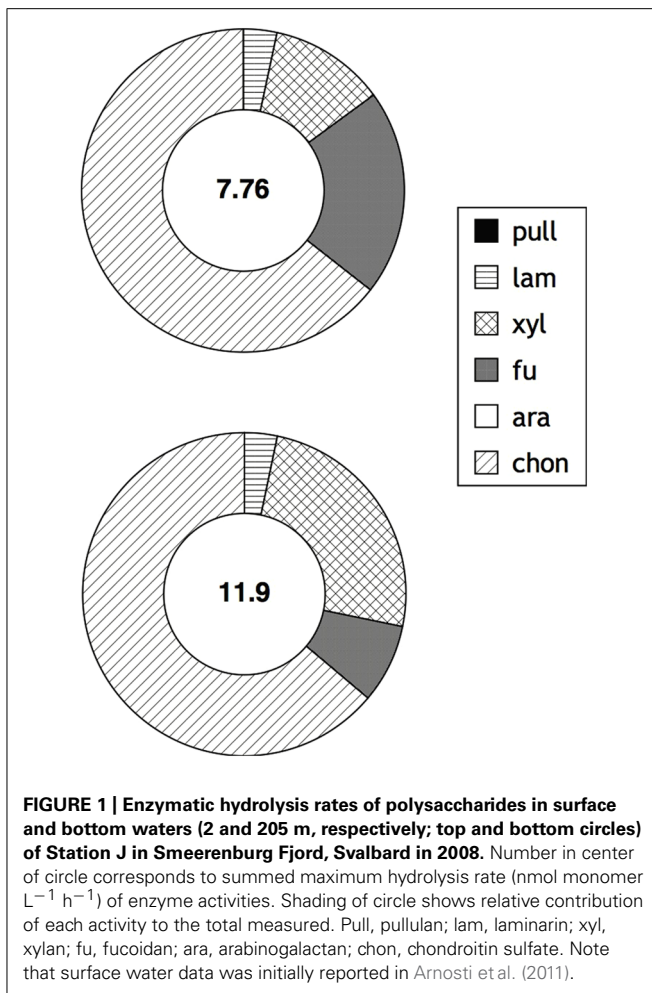 7.76
pull
lam
xyl
fu
ara
chon
11.9
FIGURE 1 | Enzymatic hydrolysis rates of polysaccharides in surface
and bottom waters (2 and 205 m, respectively; top and bottom circles)
of Station J in Smeerenburg Fjord, Svalbard in 2008. Number in center
of circle corresponds to summed maximum hydrolysis rate (nmol monomer
L⁻¹ h⁻¹) of enzyme activities. Shading of circle shows relative contribution
of each activity to the total measured. Pull, pullulan; lam, laminarin; xyl,
xylan; fu, fucoidan; ara, arabinogalactan; chon, chondroitin sulfate. Note
that surface water data was initially reported in Arnosti et al. (2011).